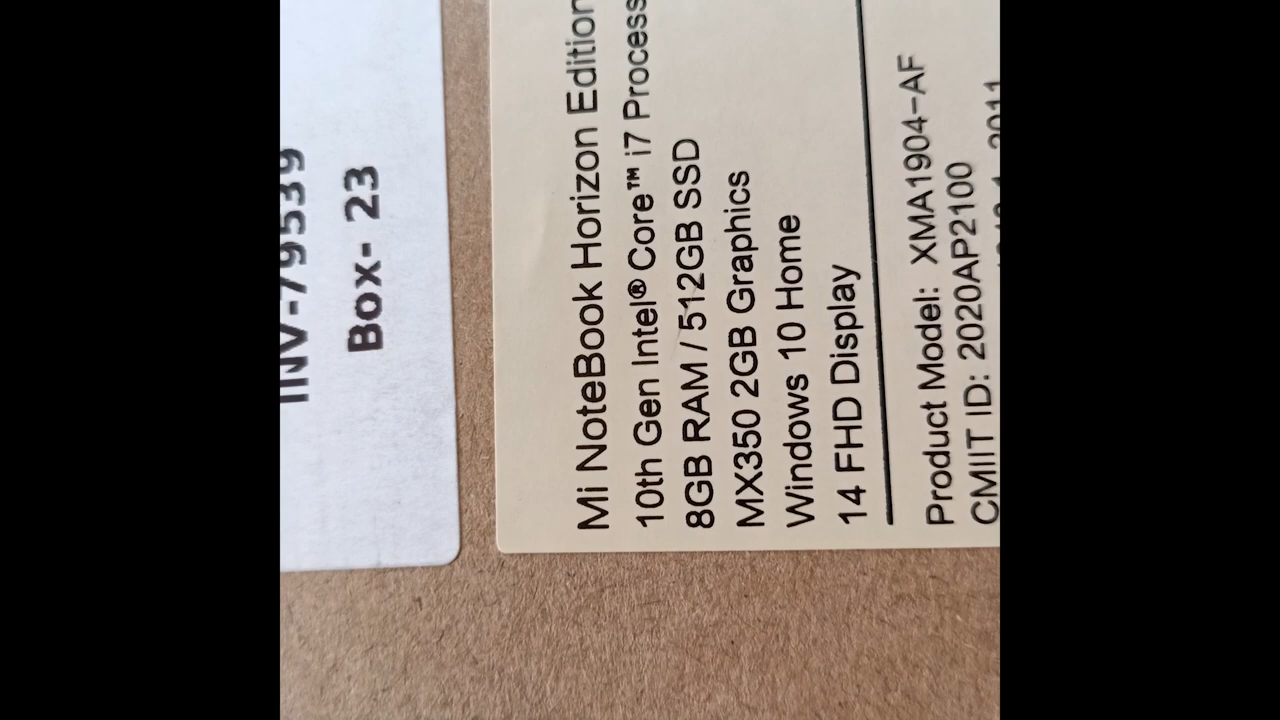 INV-79539
Box- 23
Mi NoteBook Horizon Edition
10th Gen Intel® Core™ i7 Process
8GB RAM / 512GB SSD
MX350 2GB Graphics
Windows 10 Home
14 FHD Display
Product Model: XMA1904-AF
CMIIT ID: 2020AP2100